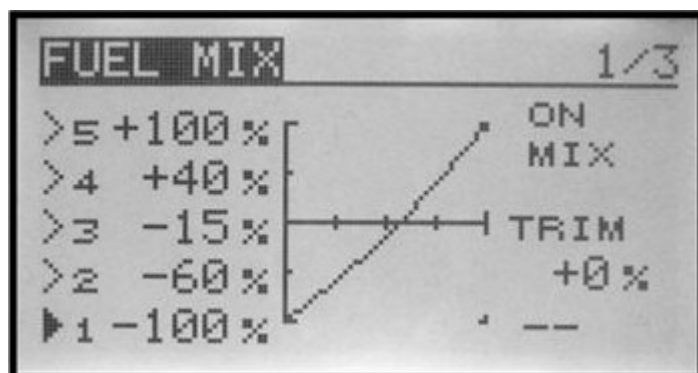 FUEL MIX 1/3
>5 +100% ON
MIX
>4 +40%
>3 -15% TRIM
>2 -60% +0%
▶1 -100% --